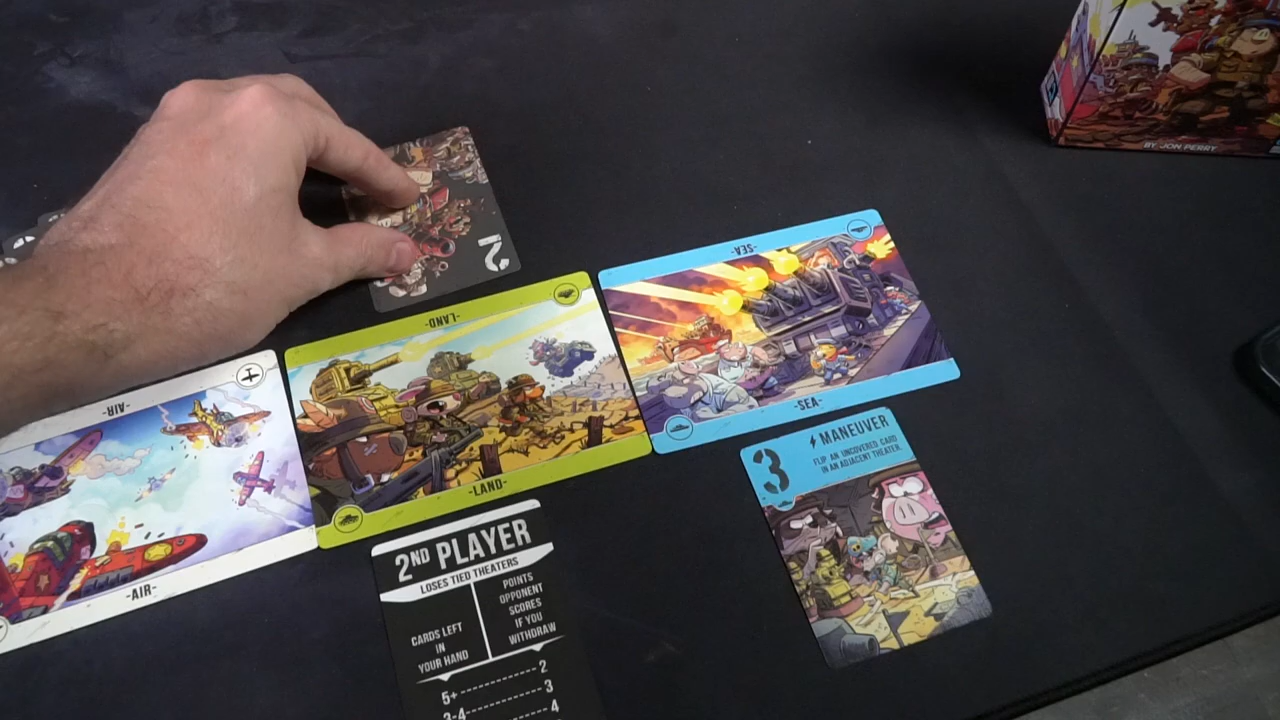 BY JON PERRY
2
-SEA-
-LAND-
-AIR-
-SEA-
-LAND-
-AIR-
3
MANEUVER
FLIP AN UNCOVERED CARD
IN AN ADJACENT THEATER.
2ND PLAYER
LOSES TIED THEATERS
CARDS LEFT
IN
YOUR HAND
POINTS
OPPONENT
SCORES
IF YOU
WITHDRAW
5+ ------------ 2
3-4 ------------ 3
4